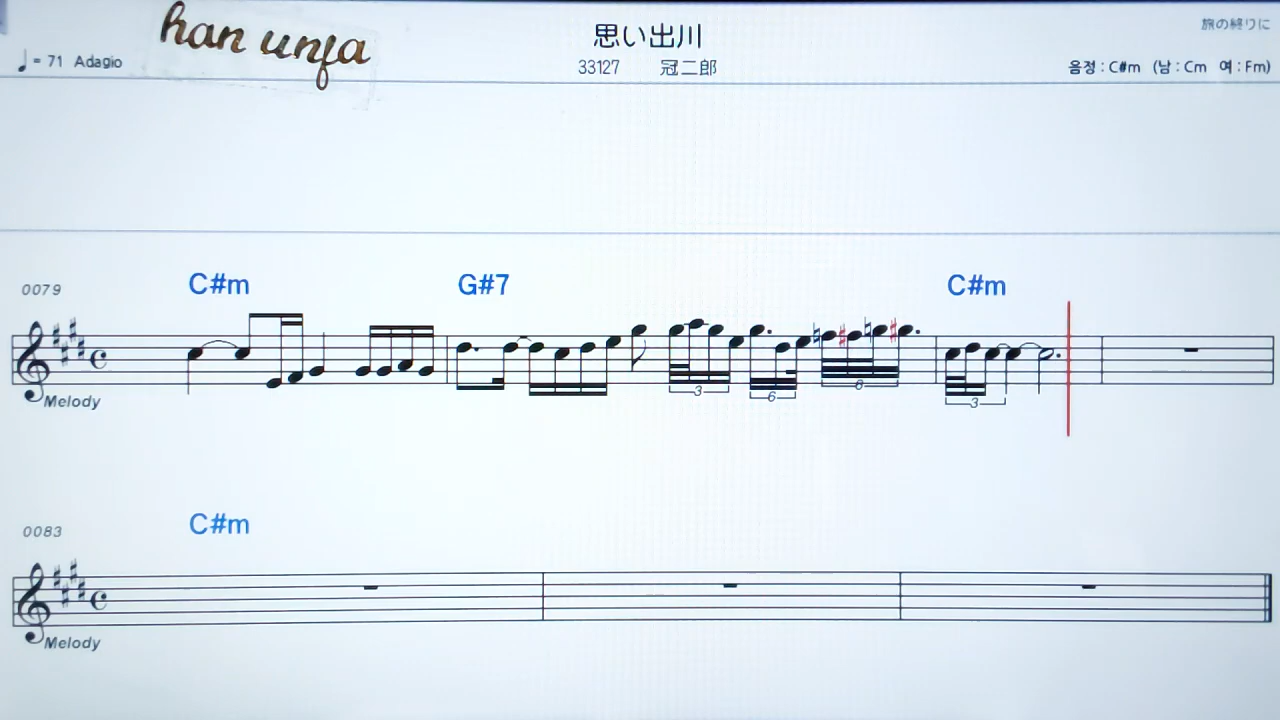 han unja
思い出川
旅の終りに
♩= 71 Adagio
33127 冠二郎
음정 : C#m (남 : Cm 여 : Fm)
0079
C#m G#7 C#m
3 6 6 3
Melody
0083
C#m
Melody